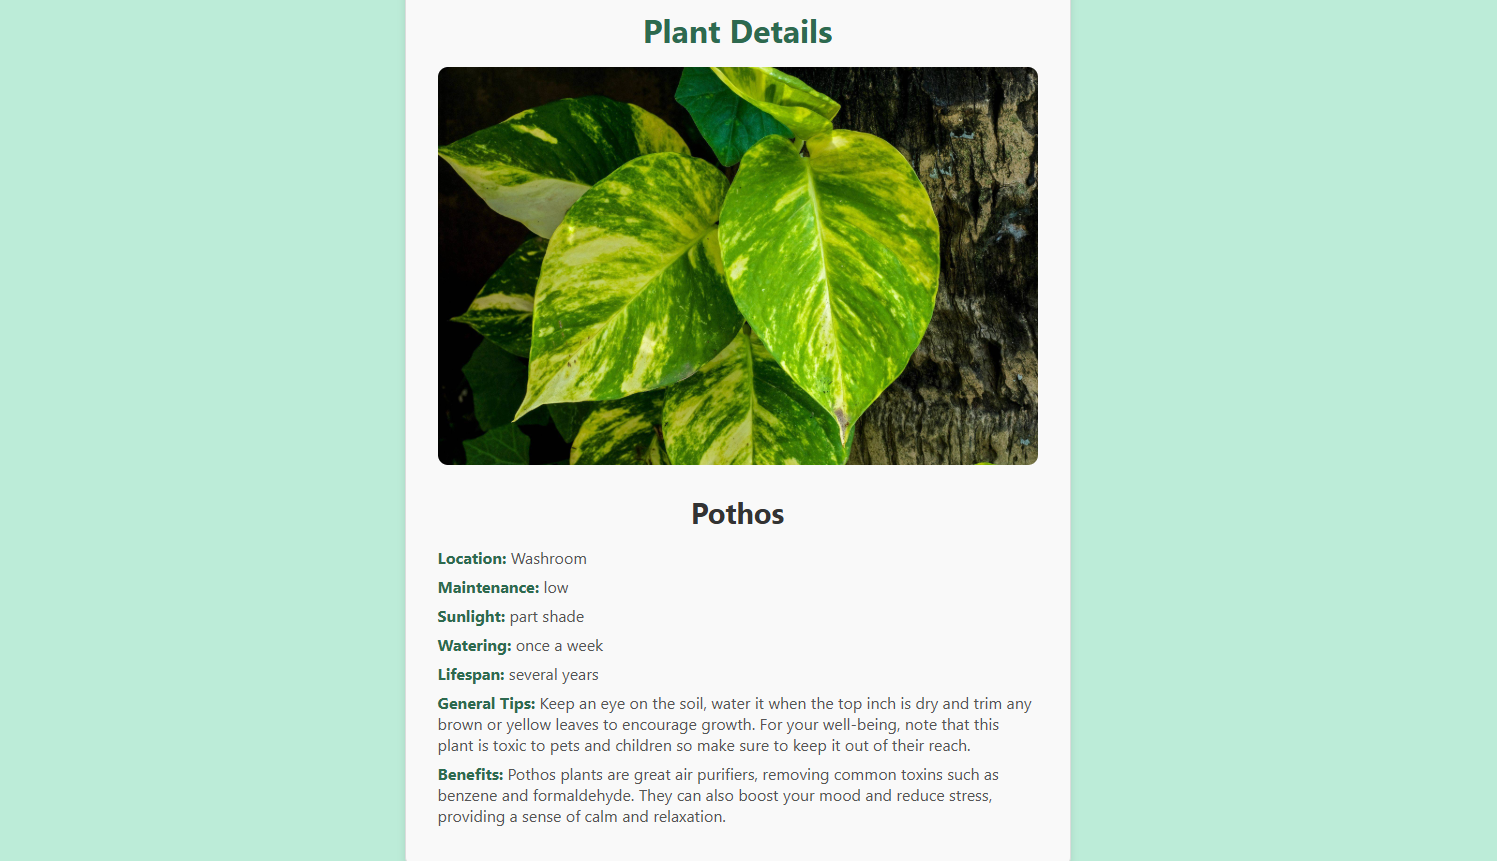 Plant Details
Pothos
Location: Washroom
Maintenance: low
Sunlight: part shade
Watering: once a week
Lifespan: several years
General Tips: Keep an eye on the soil, water it when the top inch is dry and trim any
brown or yellow leaves to encourage growth. For your well-being, note that this
plant is toxic to pets and children so make sure to keep it out of their reach.
Benefits: Pothos plants are great air purifiers, removing common toxins such as
benzene and formaldehyde. They can also boost your mood and reduce stress,
providing a sense of calm and relaxation.